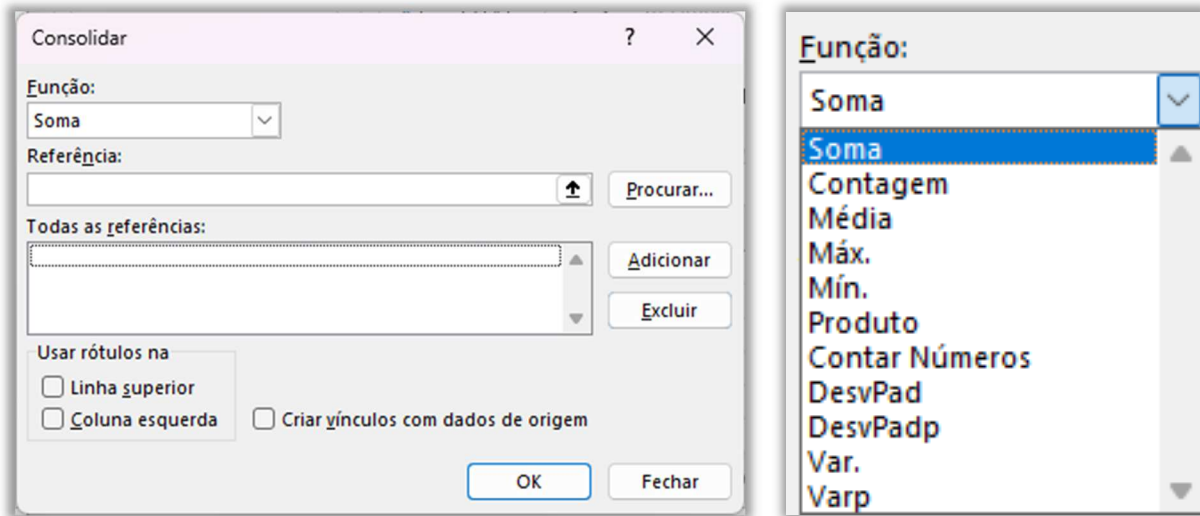 Consolidar
?
Função:
Soma
Referência:
Procurar...
Todas as referências:
Adicionar
Excluir
Usar rótulos na
Linha superior
Coluna esquerda
Criar vínculos com dados de origem
OK
Fechar
Função:
Soma
Soma
Contagem
Média
Máx.
Mín.
Produto
Contar Números
DesvPad
DesvPadp
Var.
Varp